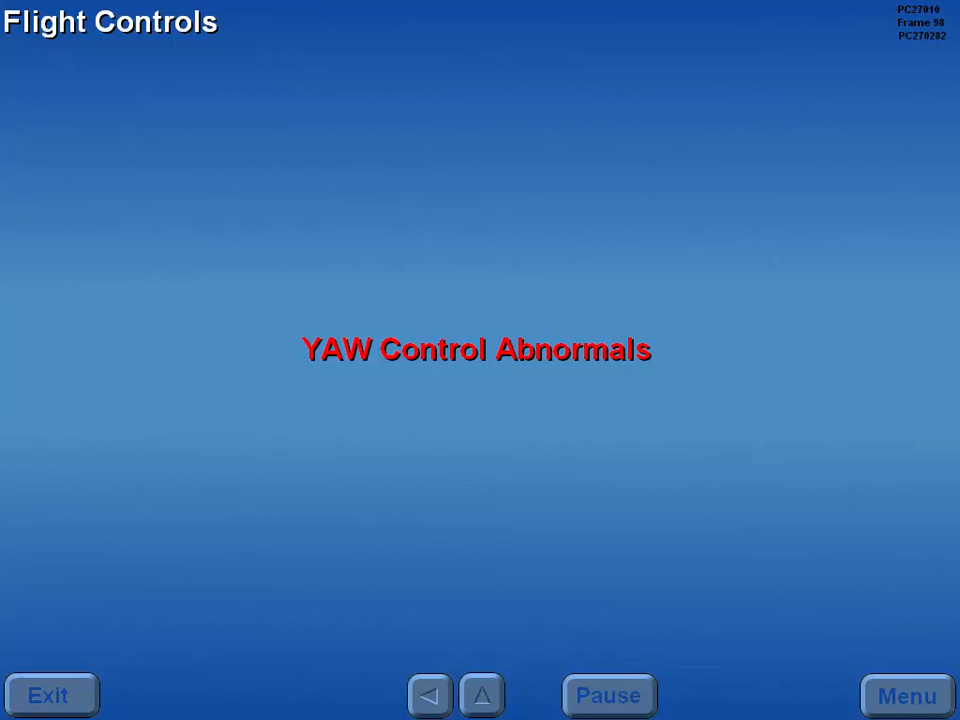 Flight Controls
PC27010
Frame 98
PC270282
YAW Control Abnormals
Exit
Pause
Menu